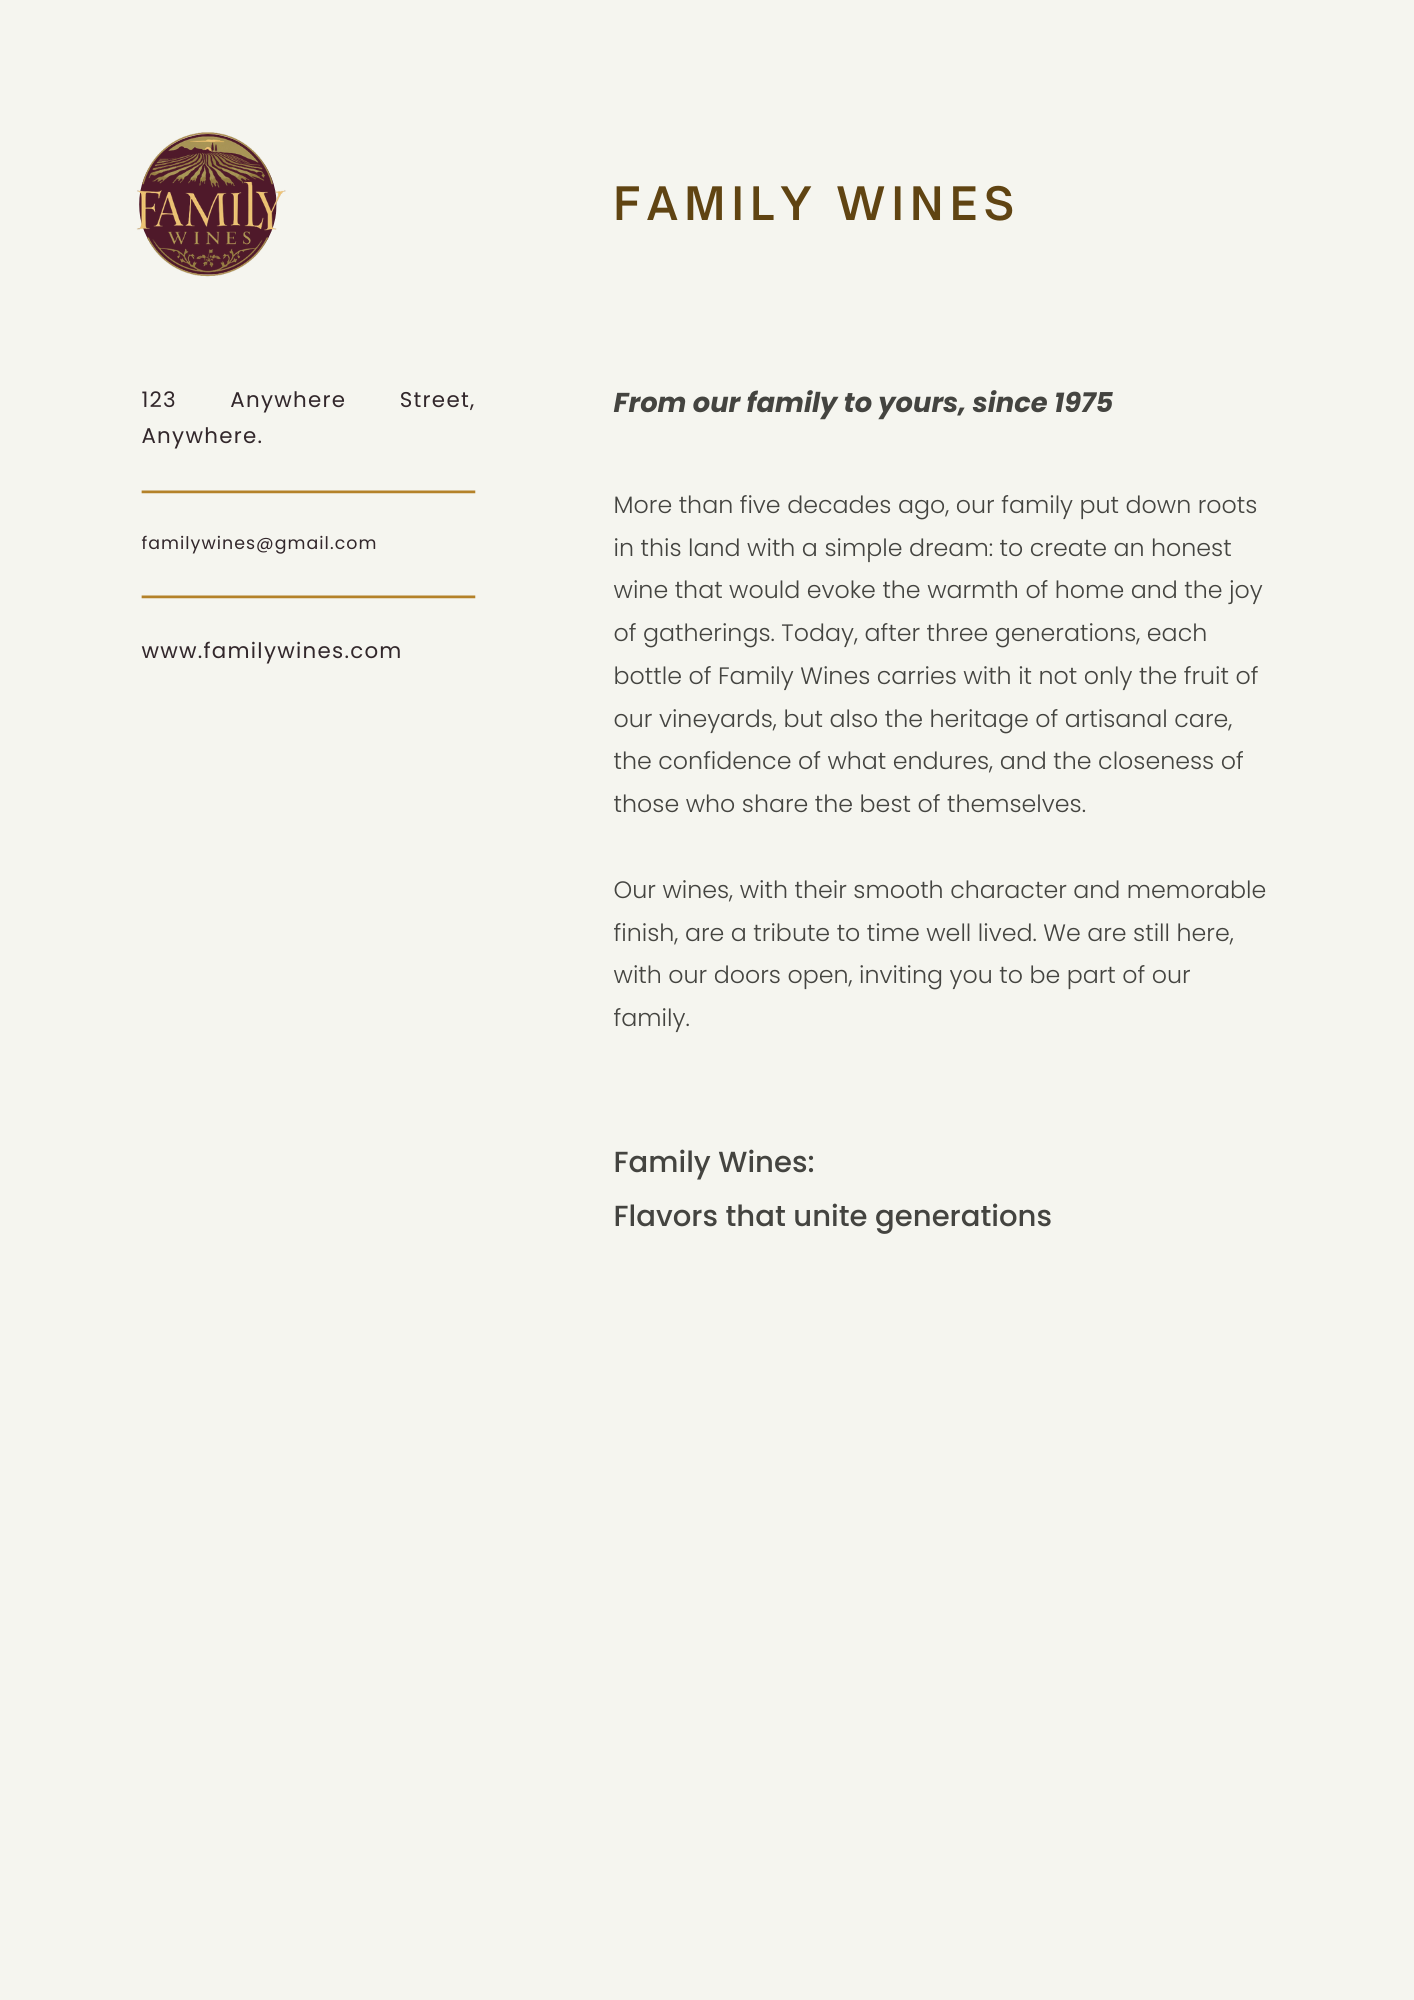 FAMILY
WINES
FAMILY WINES
123 Anywhere Street,
Anywhere.
familywines@gmail.com
www.familywines.com
From our family to yours, since 1975
More than five decades ago, our family put down roots
in this land with a simple dream: to create an honest
wine that would evoke the warmth of home and the joy
of gatherings. Today, after three generations, each
bottle of Family Wines carries with it not only the fruit of
our vineyards, but also the heritage of artisanal care,
the confidence of what endures, and the closeness of
those who share the best of themselves.
Our wines, with their smooth character and memorable
finish, are a tribute to time well lived. We are still here,
with our doors open, inviting you to be part of our
family.
Family Wines:
Flavors that unite generations